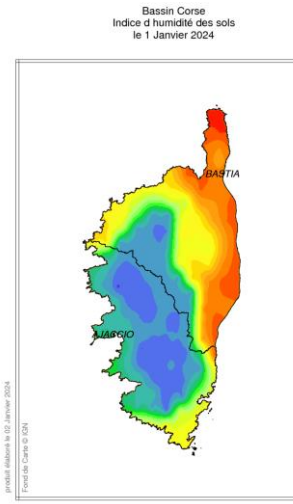 Bassin Corse
Indice d humidité des sols
le 1 Janvier 2024
BASTIA
AJACCIO
produit élaboré le 02 Janvier 2024
Fond de Carte © IGN